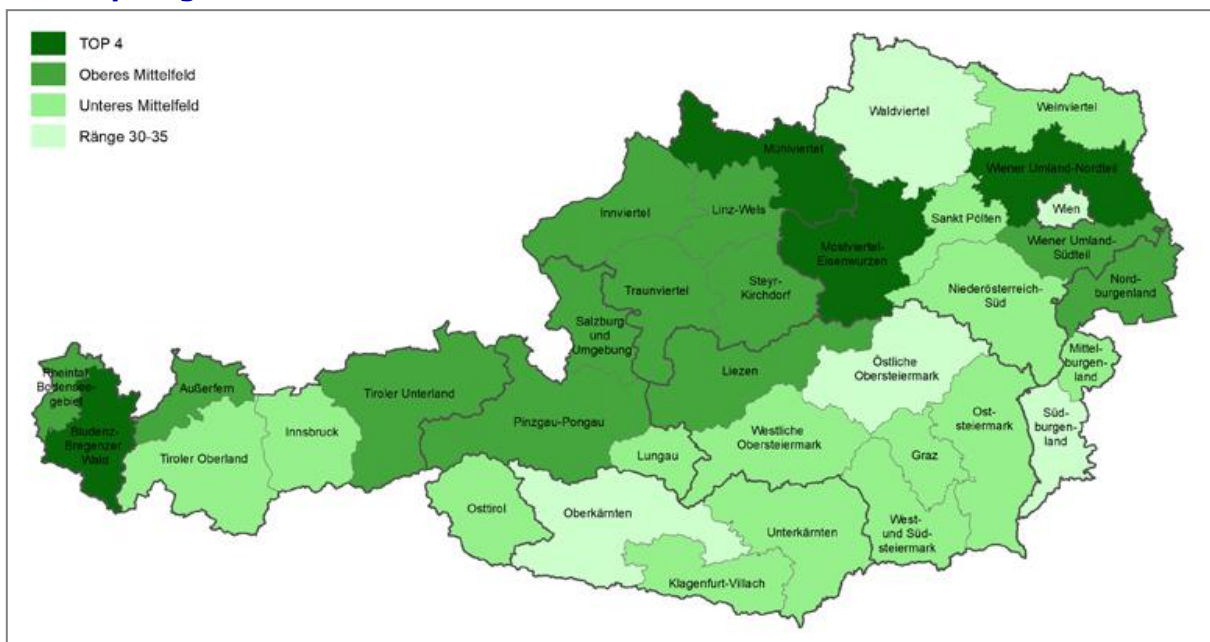 TOP 4
Oberes Mittelfeld
Unteres Mittelfeld
Ränge 30-35
Waldviertel
Weinviertel
Mühlviertel
Wiener Umland-Nordteil
Wien
Innviertel
Linz-Wels
Sankt Pölten
Mostviertel-
Eisenwurzen
Wiener Umland-
Südteil
Nord-
burgenland
Traunviertel
Steyr-
Kirchdorf
Niederösterreich-
Süd
Salzburg
und
Umgebung
Mittel-
burgenland
Rheintal-
Bodensee-
gebiet
Außerfern
Tiroler Unterland
Liezen
Östliche
Obersteiermark
Bludenz-
Bregenzer
Wald
Innsbruck
Pinzgau-Pongau
Ost-
steiermark
Süd-
burgen-
land
Tiroler Oberland
Lungau
Westliche
Obersteiermark
Graz
Osttirol
Oberkärnten
Unterkärnten
West-
und Süd-
steiermark
Klagenfurt-Villach